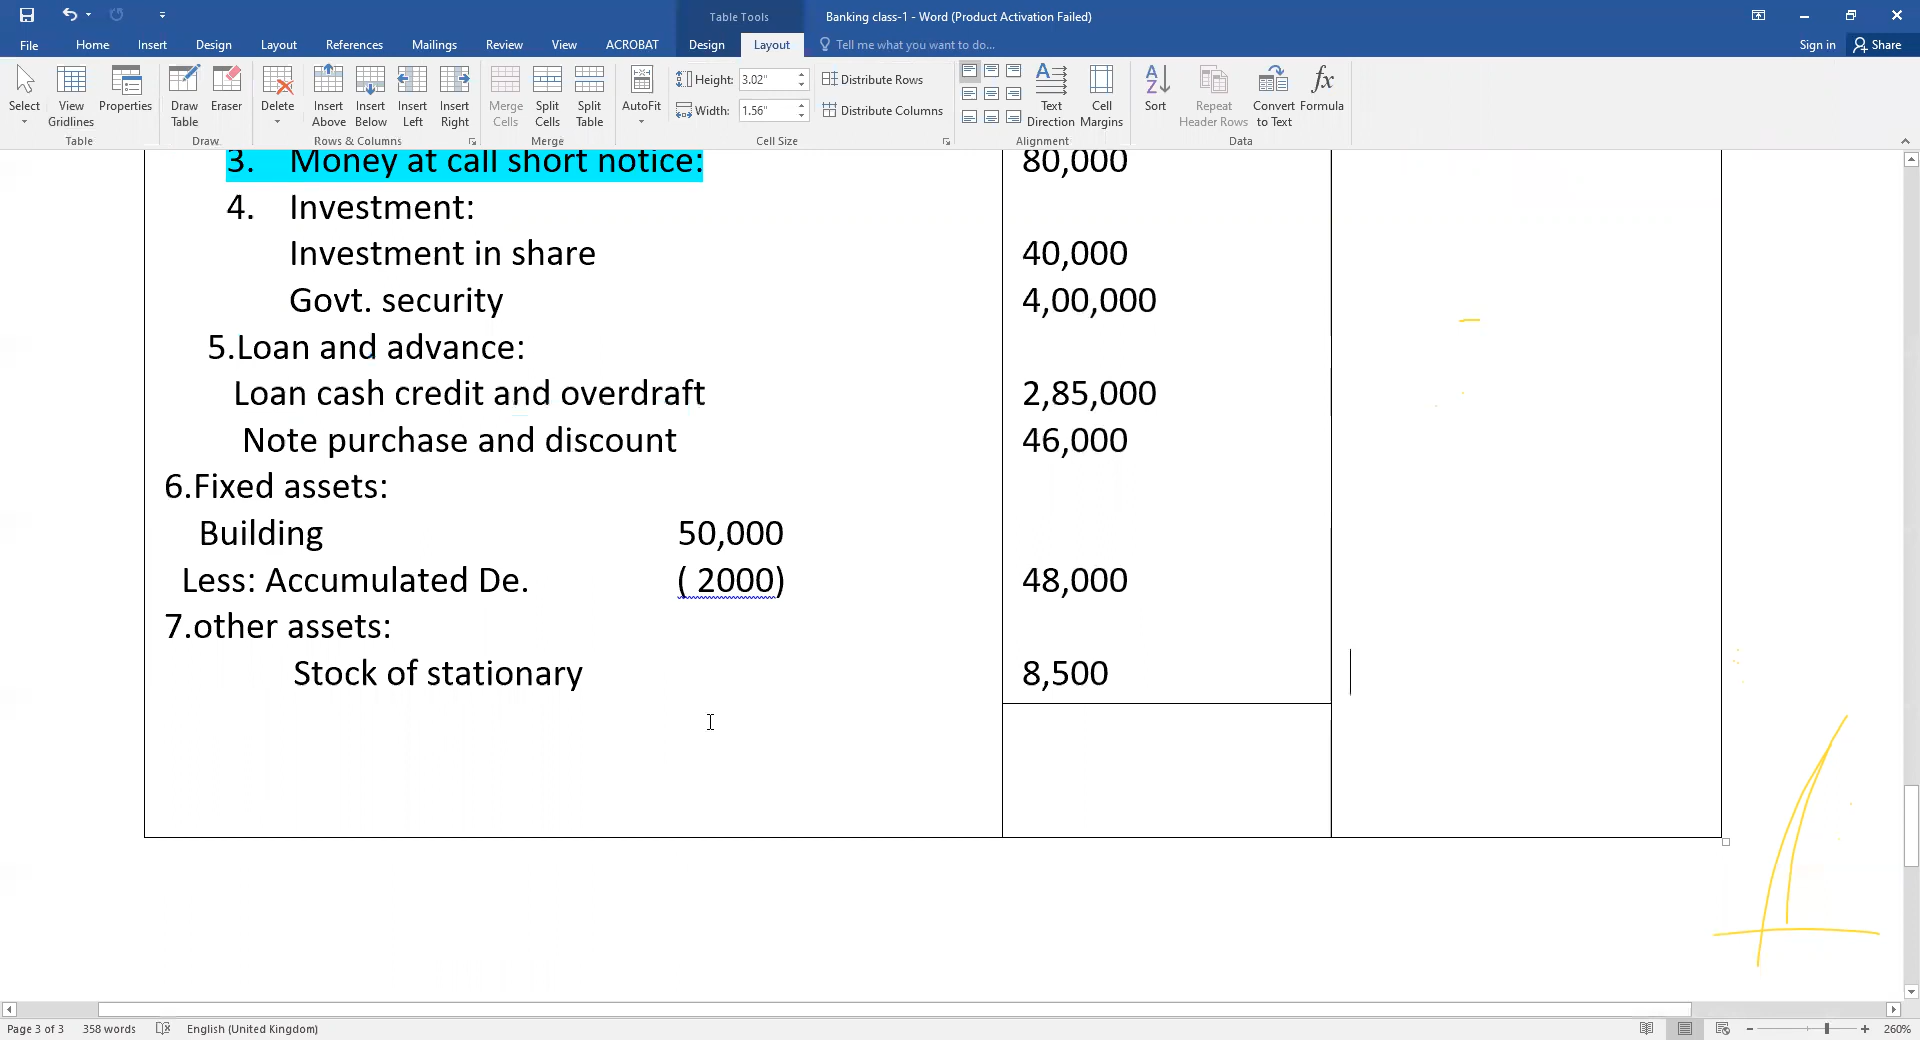 Table Tools
Banking class-1 - Word (Product Activation Failed)
File Home Insert Design Layout References Mailings Review View ACROBAT Design Layout Tell me what you want to do... Sign in Share
Select
View Gridlines
Properties
Table
Draw Table
Eraser
Draw
Delete
Insert Above
Insert Below
Insert Left
Insert Right
Rows & Columns
Merge Cells
Split Cells
Split Table
Merge
AutoFit
Height: 3.02"
Width: 1.56"
Distribute Rows
Distribute Columns
Cell Size
Text Direction
Cell Margins
Alignment
Sort
Repeat Header Rows
Convert to Text
Formula
Data
3. Money at call short notice: 80,000
4. Investment:
Investment in share 40,000
Govt. security 4,00,000
5.Loan and advance:
Loan cash credit and overdraft 2,85,000
Note purchase and discount 46,000
6.Fixed assets:
Building 50,000
Less: Accumulated De. ( 2000) 48,000
7.other assets:
Stock of stationary 8,500
Page 3 of 3 358 words English (United Kingdom) 260%